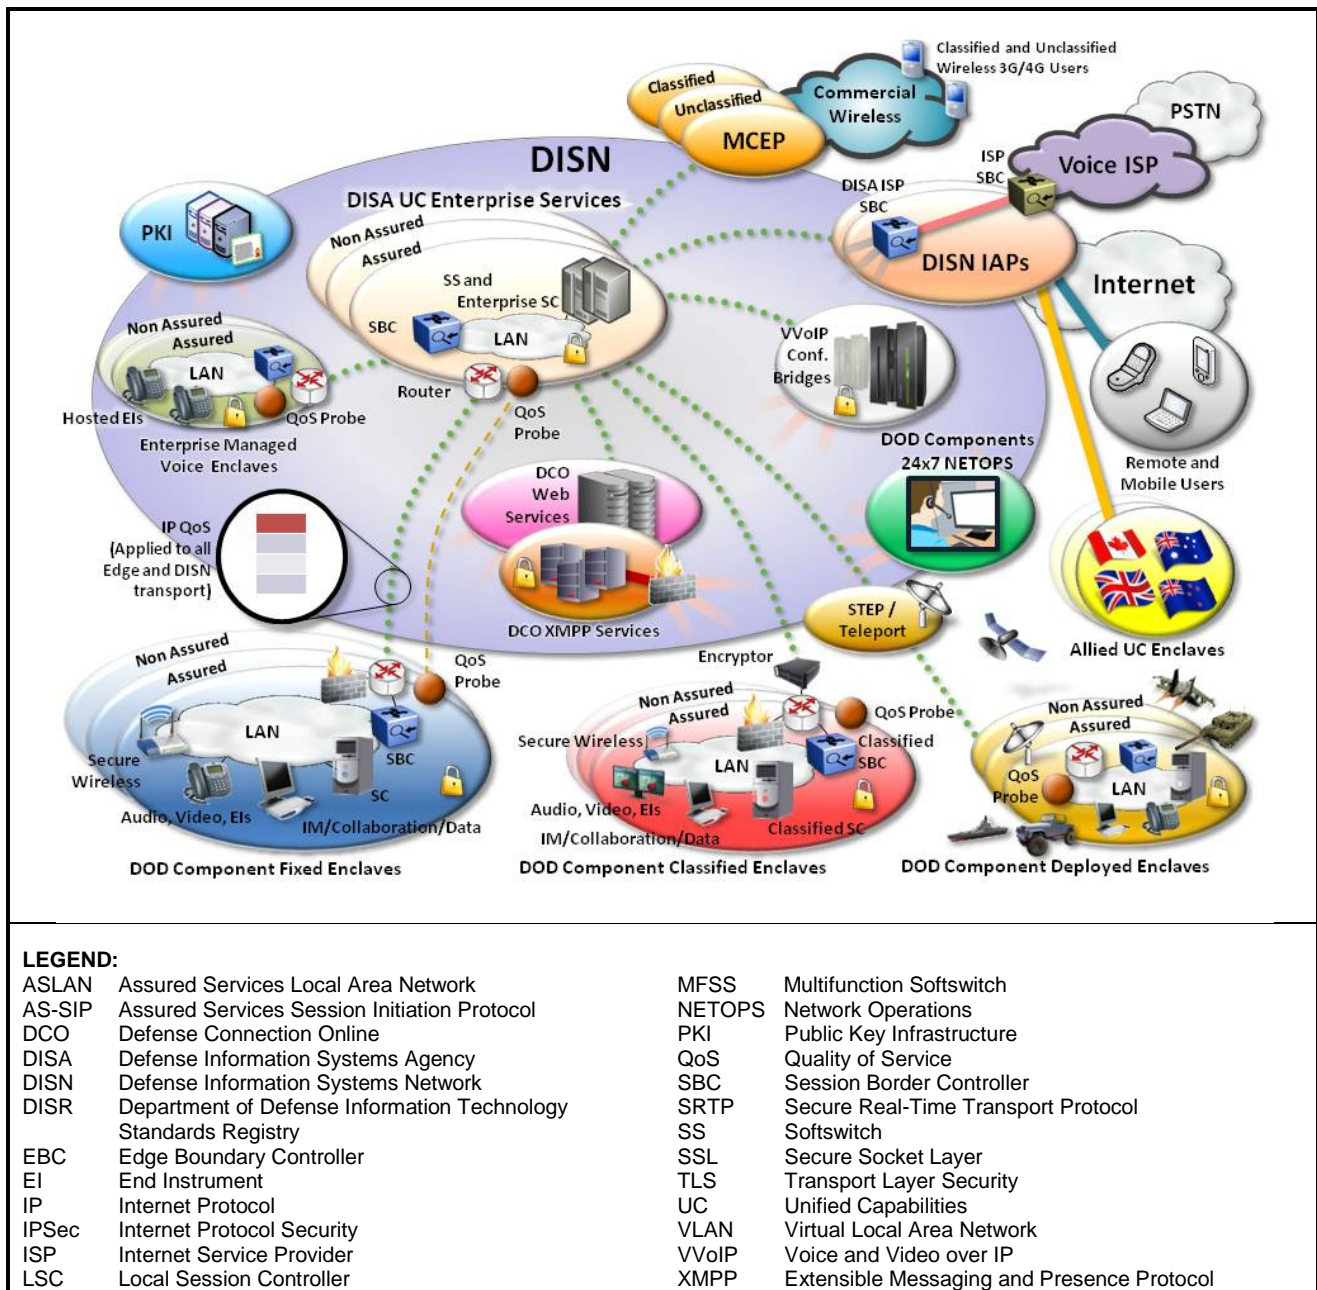 Classified and Unclassified
Wireless 3G/4G Users
Classified
Unclassified
MCEP
Commercial
Wireless
PSTN
Voice ISP
ISP
SBC
DISN
DISA UC Enterprise Services
Non Assured
Assured
SS and
Enterprise SC
SBC
LAN
Router
QoS
Probe
DISA ISP
SBC
DISN IAPs
Internet
PKI
Non Assured
Assured
LAN
Hosted EIs
QoS Probe
Enterprise Managed
Voice Enclaves
VVoIP
Conf.
Bridges
DOD Components
24x7 NETOPS
Remote and
Mobile Users
DCO
Web
Services
DCO XMPP Services
IP QoS
(Applied to all
Edge and DISN
transport)
STEP /
Teleport
Allied UC Enclaves
Non Assured
Assured
QoS
Probe
LAN
Secure
Wireless
SBC
SC
Audio, Video, EIs
IM/Collaboration/Data
DOD Component Fixed Enclaves
Encryptor
Non Assured
Assured
QoS Probe
Secure Wireless
Classified
SBC
LAN
Audio, Video, EIs
IM/Collaboration/Data
Classified SC
DOD Component Classified Enclaves
Non Assured
Assured
QoS
Probe
LAN
DOD Component Deployed Enclaves
LEGEND:
ASLAN Assured Services Local Area Network
AS-SIP Assured Services Session Initiation Protocol
DCO Defense Connection Online
DISA Defense Information Systems Agency
DISN Defense Information Systems Network
DISR Department of Defense Information Technology
Standards Registry
EBC Edge Boundary Controller
EI End Instrument
IP Internet Protocol
IPSec Internet Protocol Security
ISP Internet Service Provider
LSC Local Session Controller
MFSS Multifunction Softswitch
NETOPS Network Operations
PKI Public Key Infrastructure
QoS Quality of Service
SBC Session Border Controller
SRTP Secure Real-Time Transport Protocol
SS Softswitch
SSL Secure Socket Layer
TLS Transport Layer Security
UC Unified Capabilities
VLAN Virtual Local Area Network
VVoIP Voice and Video over IP
XMPP Extensible Messaging and Presence Protocol